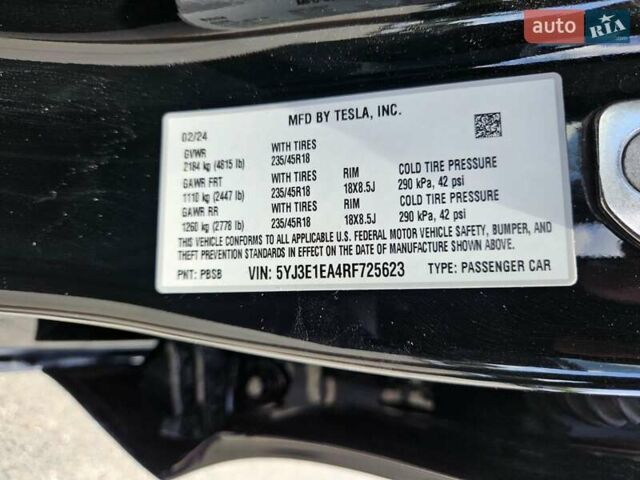 auto RIA
MFD BY TESLA, INC.
02/24
GVWR WITH TIRES
2184 kg (4815 lb) 235/45R18
GAWR FRT WITH TIRES RIM COLD TIRE PRESSURE
1110 kg (2447 lb) 235/45R18 18X8.5J 290 kPa, 42 psi
GAWR RR WITH TIRES RIM COLD TIRE PRESSURE
1260 kg (2778 lb) 235/45R18 18X8.5J 290 kPa, 42 psi
THIS VEHICLE CONFORMS TO ALL APPLICABLE U.S. FEDERAL MOTOR VEHICLE SAFETY, BUMPER, AND
THEFT PREVENTION STANDARDS IN EFFECT ON THE DATE OF MANUFACTURE SHOWN ABOVE.
PNT: PBSB VIN: 5YJ3E1EA4RF725623 TYPE: PASSENGER CAR